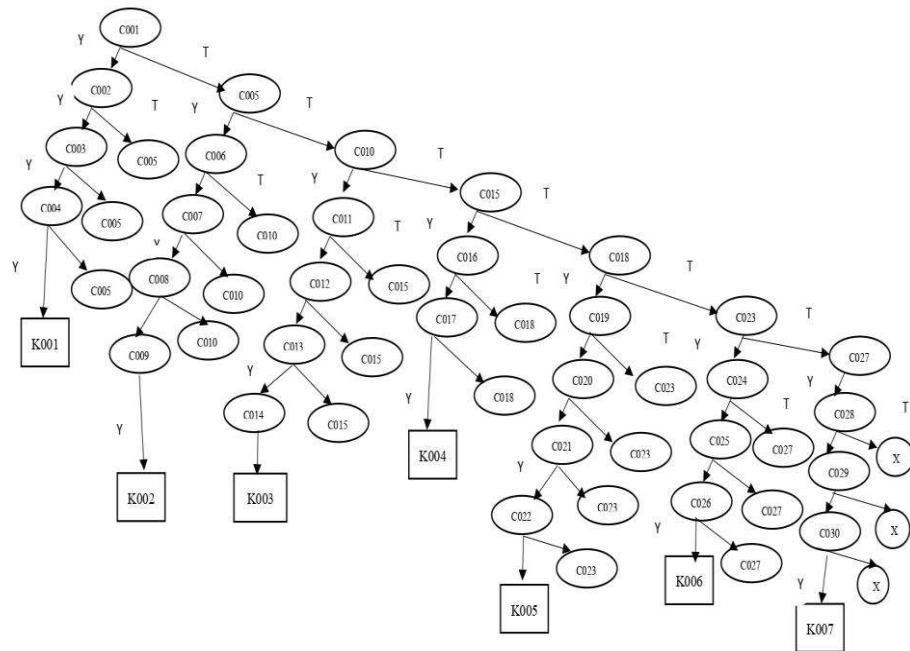 C001
Y
T
C002
C005
Y
T
Y
T
C003
C005
C006
C010
T
Y
T
Y
C015
T
C004
C005
C007
C010
C011
Y
T
C016
C018
Y
C005
C008
C010
C012
C015
T
Y
T
C017
C018
C019
C023
T
K001
C009
C010
C013
C015
T
Y
C027
Y
C020
C023
C024
Y
C018
Y
C014
C015
Y
T
C028
T
Y
K004
C021
C023
C025
C027
X
K002
K003
Y
C029
C022
C023
C026
C027
X
Y
C030
C023
C027
K005
K006
X
Y
K007